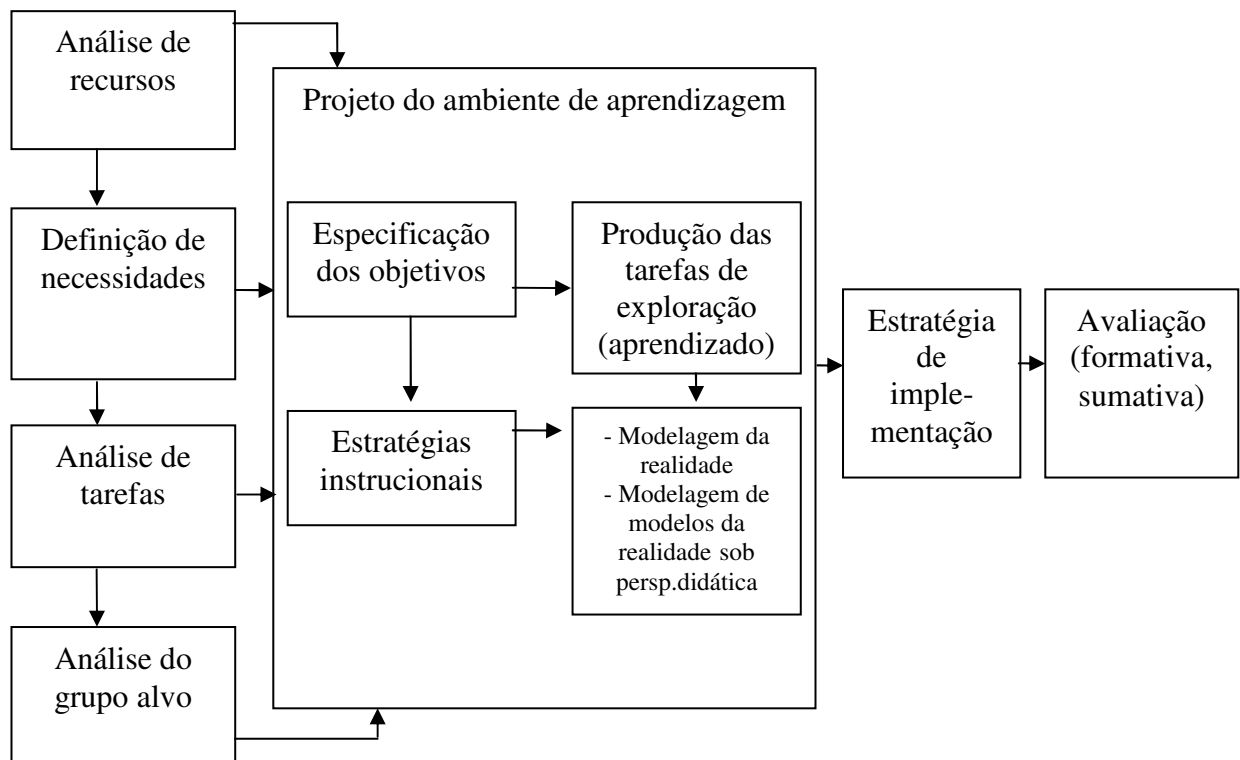 Análise de
recursos
Projeto do ambiente de aprendizagem
Definição de
necessidades
Especificação
dos objetivos
Produção das
tarefas de
exploração
(aprendizado)
Estratégia
de
imple-
mentação
Avaliação
(formativa,
sumativa)
Análise de
tarefas
Estratégias
instrucionais
- Modelagem da
realidade
- Modelagem de
modelos da
realidade sob
persp.didática
Análise do
grupo alvo